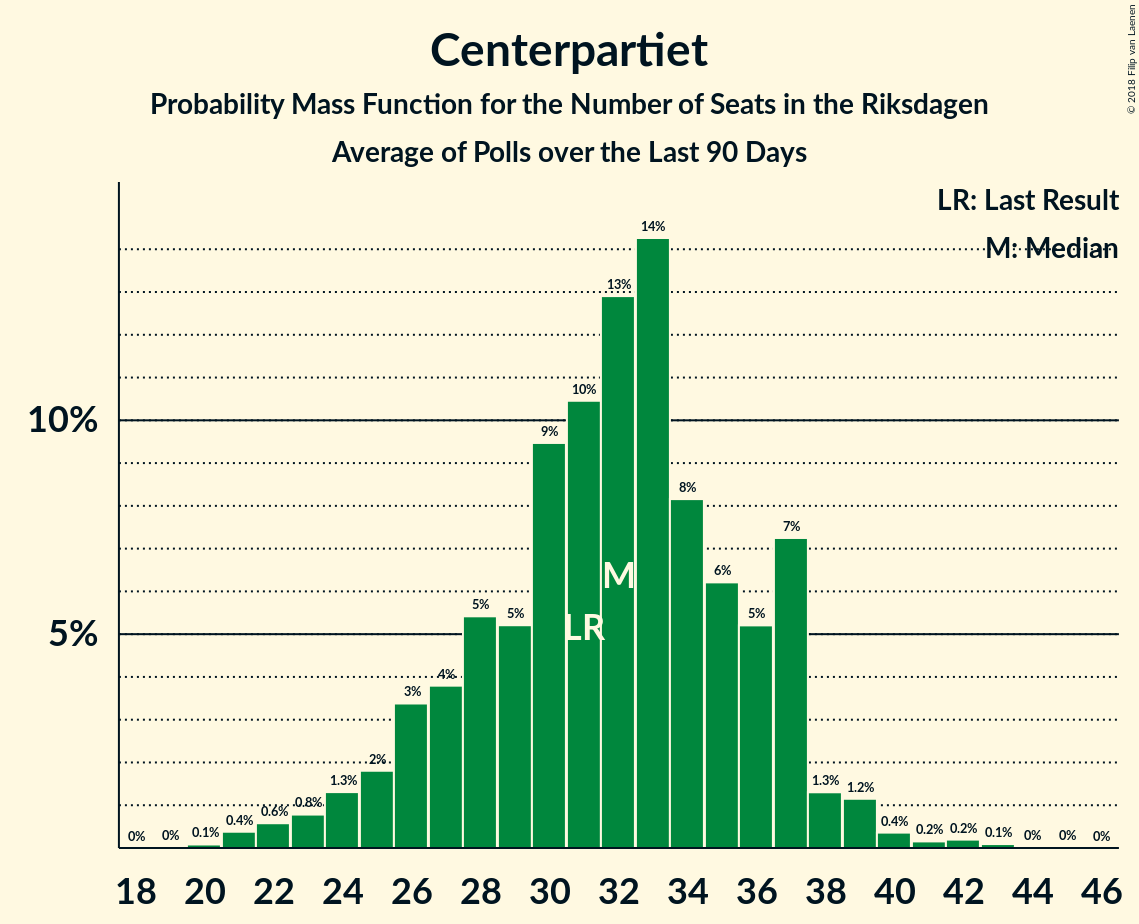 Centerpartiet
Probability Mass Function for the Number of Seats in the Riksdagen
Average of Polls over the Last 90 Days
© 2018 Filip van Laenen
LR: Last Result
M: Median
10%
5%
0% 0% 0.1% 0.4% 0.6% 0.8% 1.3% 2% 3% 4% 5% 5% 9% 10% 13% 14% 8% 6% 5% 7% 1.3% 1.2% 0.4% 0.2% 0.2% 0.1% 0% 0% 0%
M
LR
18 20 22 24 26 28 30 32 34 36 38 40 42 44 46